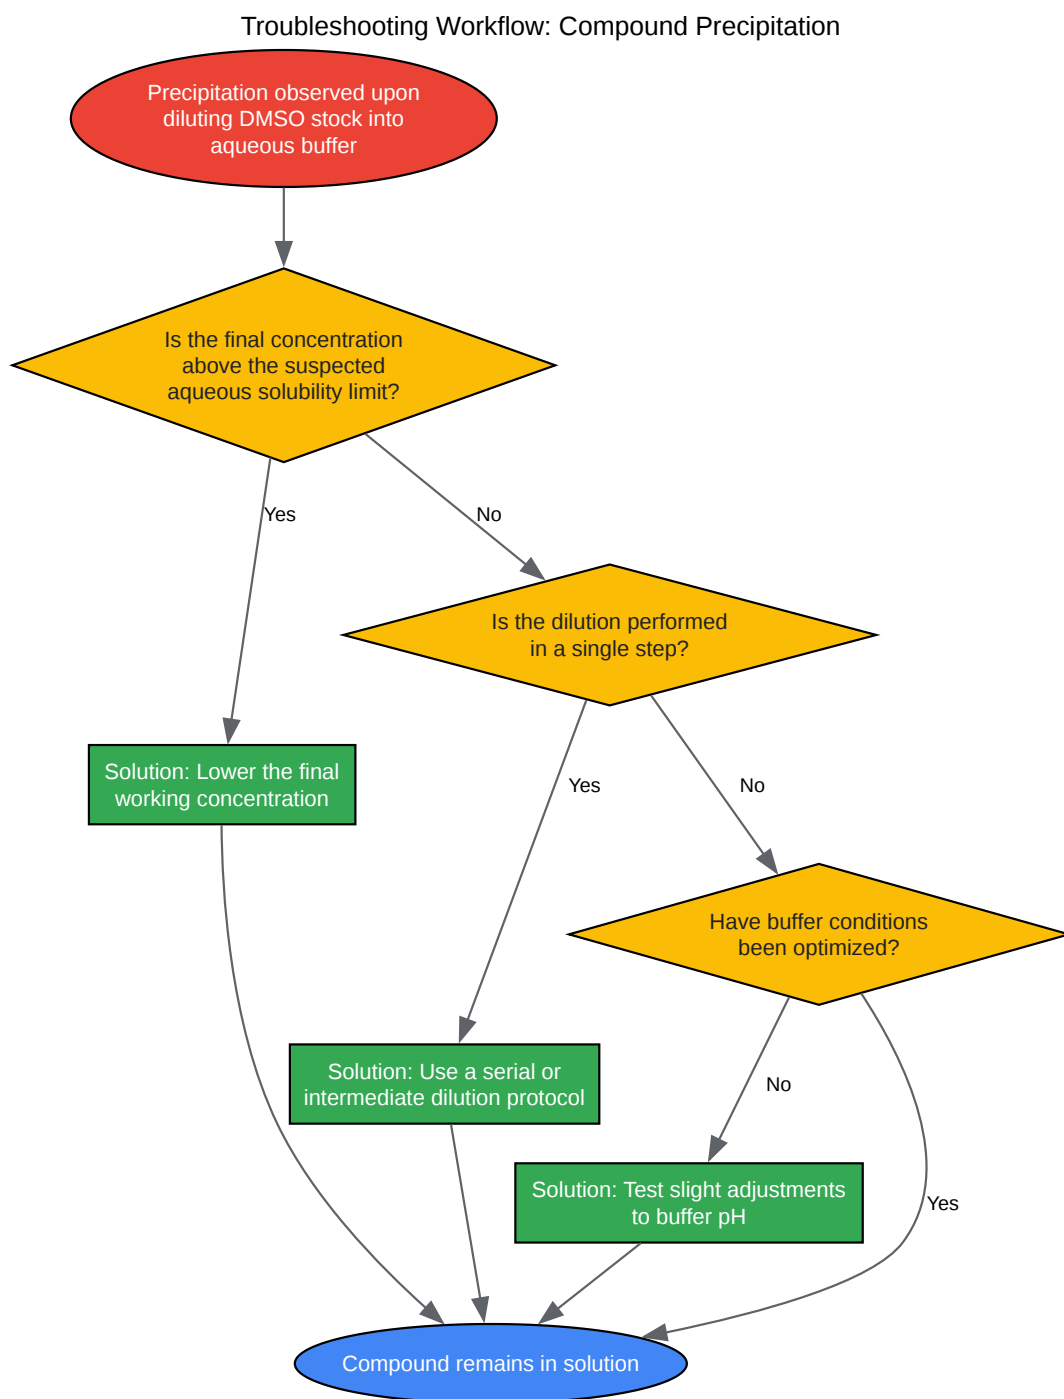 Troubleshooting Workflow: Compound Precipitation
Precipitation observed upon
diluting DMSO stock into
aqueous buffer
Is the final concentration
above the suspected
aqueous solubility limit?
Yes
No
Is the dilution performed
in a single step?
Solution: Lower the final
working concentration
Yes
No
Have buffer conditions
been optimized?
Solution: Use a serial or
intermediate dilution protocol
No
Solution: Test slight adjustments
to buffer pH
Yes
Compound remains in solution